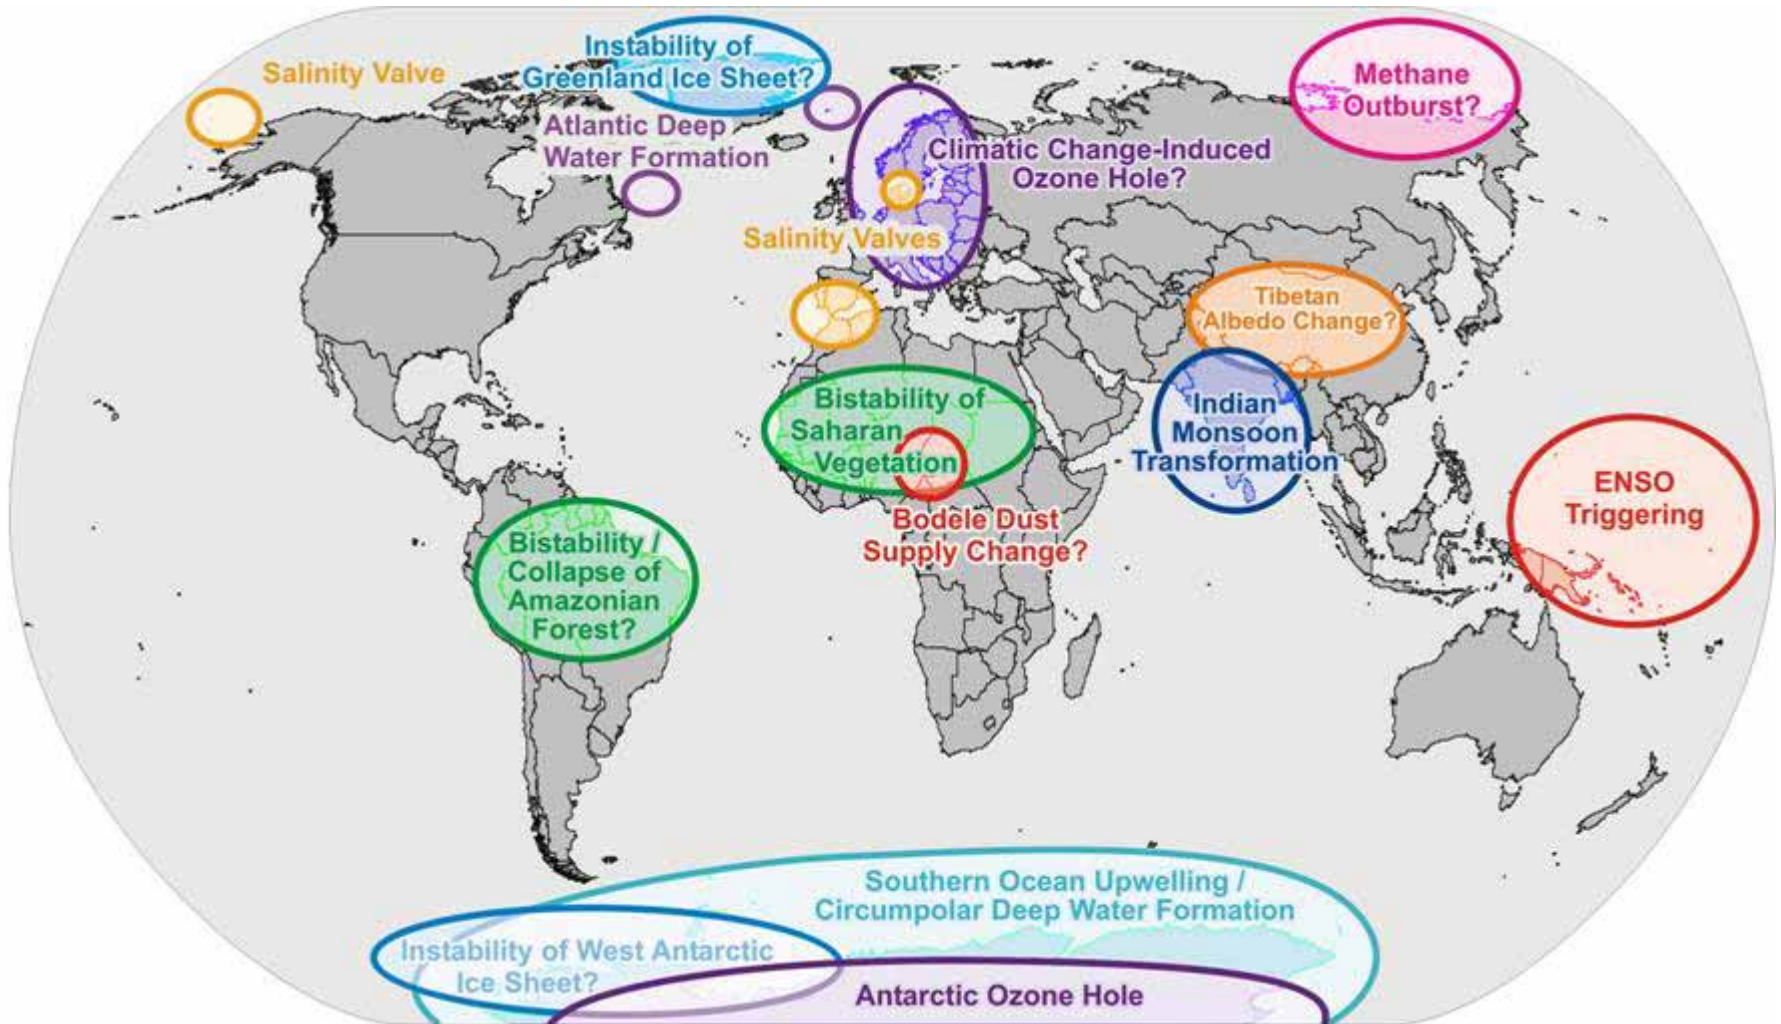 Salinity Valve
Instability of
Greenland Ice Sheet?
Atlantic Deep
Water Formation
Climatic Change-Induced
Ozone Hole?
Methane
Outburst?
Salinity Valves
Tibetan
Albedo Change?
Bistability of
Saharan
Vegetation
Indian
Monsoon
Transformation
Bodele Dust
Supply Change?
ENSO
Triggering
Bistability /
Collapse of
Amazonian
Forest?
Southern Ocean Upwelling /
Circumpolar Deep Water Formation
Instability of West Antarctic
Ice Sheet?
Antarctic Ozone Hole